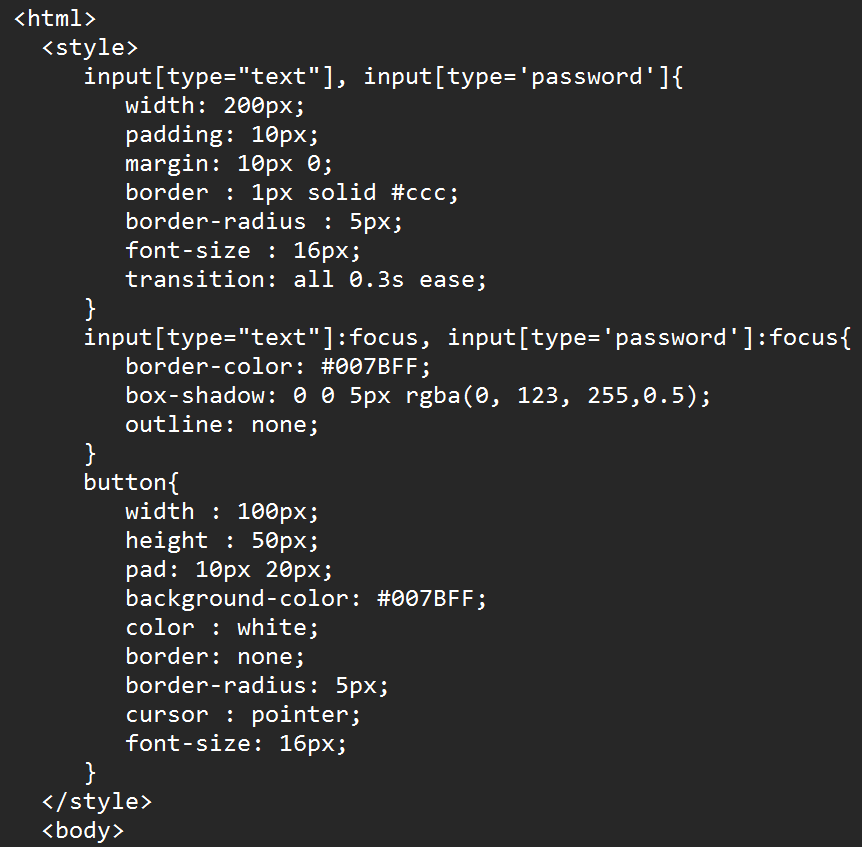 <html>
<style>
input[type="text"], input[type='password']{
width: 200px;
padding: 10px;
margin: 10px 0;
border : 1px solid #ccc;
border-radius : 5px;
font-size : 16px;
transition: all 0.3s ease;
}
input[type="text"]:focus, input[type='password']:focus{
border-color: #007BFF;
box-shadow: 0 0 5px rgba(0, 123, 255,0.5);
outline: none;
}
button{
width : 100px;
height : 50px;
pad: 10px 20px;
background-color: #007BFF;
color : white;
border: none;
border-radius: 5px;
cursor : pointer;
font-size: 16px;
}
</style>
<body>